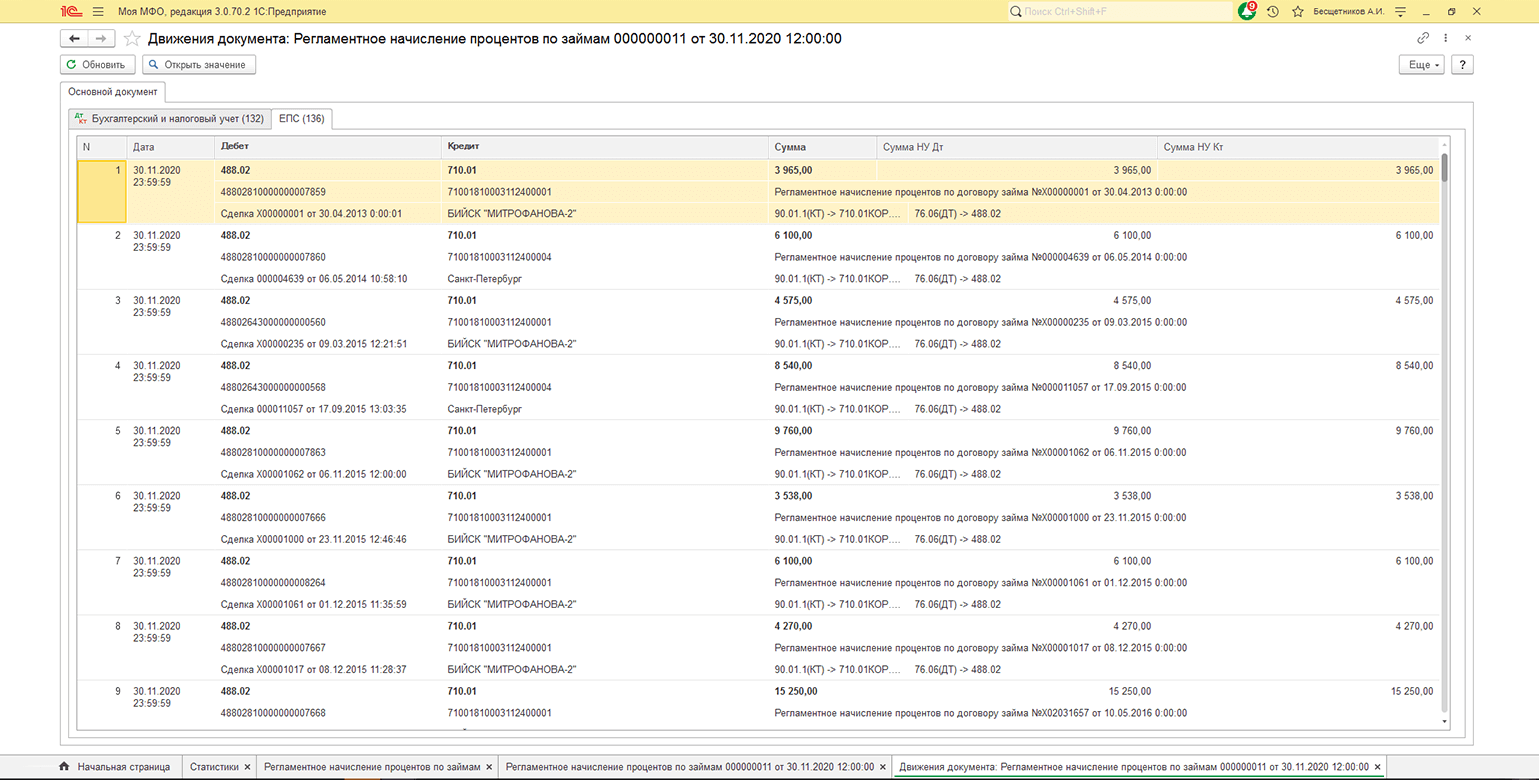 1С Моя МФО, редакция 3.0.70.2 1С:Предприятие Поиск Ctrl+Shift+F 9 Бесщетников А.И.
Движения документа: Регламентное начисление процентов по займам 000000011 от 30.11.2020 12:00:00
Обновить Открыть значение Еще ?
Основной документ
Дт Кт Бухгалтерский и налоговый учет (132) ЕПС (136)
N Дата Дебет Кредит Сумма Сумма НУ Дт Сумма НУ Кт
1 30.11.2020 488.02 710.01 3 965,00 3 965,00 3 965,00
23:59:59
48802810000000007859 71001810003112400001 Регламентное начисление процентов по договору займа №Х00000001 от 30.04.2013 0:00:00
Сделка Х00000001 от 30.04.2013 0:00:01 БИЙСК "МИТРОФАНОВА-2" 90.01.1(КТ) -> 710.01КОР.... 76.06(ДТ) -> 488.02
2 30.11.2020 488.02 710.01 6 100,00 6 100,00 6 100,00
23:59:59
48802810000000007860 71001810003112400004 Регламентное начисление процентов по договору займа №000004639 от 06.05.2014 0:00:00
Сделка 000004639 от 06.05.2014 10:58:10 Санкт-Петербург 90.01.1(КТ) -> 710.01КОР.... 76.06(ДТ) -> 488.02
3 30.11.2020 488.02 710.01 4 575,00 4 575,00 4 575,00
23:59:59
48802643000000000560 71001810003112400001 Регламентное начисление процентов по договору займа №Х00000235 от 09.03.2015 0:00:00
Сделка Х00000235 от 09.03.2015 12:21:51 БИЙСК "МИТРОФАНОВА-2" 90.01.1(КТ) -> 710.01КОР.... 76.06(ДТ) -> 488.02
4 30.11.2020 488.02 710.01 8 540,00 8 540,00 8 540,00
23:59:59
48802643000000000568 71001810003112400004 Регламентное начисление процентов по договору займа №000011057 от 17.09.2015 0:00:00
Сделка 000011057 от 17.09.2015 13:03:35 Санкт-Петербург 90.01.1(КТ) -> 710.01КОР.... 76.06(ДТ) -> 488.02
5 30.11.2020 488.02 710.01 9 760,00 9 760,00 9 760,00
23:59:59
48802810000000007863 71001810003112400001 Регламентное начисление процентов по договору займа №Х00001062 от 06.11.2015 0:00:00
Сделка Х00001062 от 06.11.2015 12:00:00 БИЙСК "МИТРОФАНОВА-2" 90.01.1(КТ) -> 710.01КОР.... 76.06(ДТ) -> 488.02
6 30.11.2020 488.02 710.01 3 538,00 3 538,00 3 538,00
23:59:59
48802810000000007666 71001810003112400001 Регламентное начисление процентов по договору займа №Х00001000 от 23.11.2015 0:00:00
Сделка Х00001000 от 23.11.2015 12:46:46 БИЙСК "МИТРОФАНОВА-2" 90.01.1(КТ) -> 710.01КОР.... 76.06(ДТ) -> 488.02
7 30.11.2020 488.02 710.01 6 100,00 6 100,00 6 100,00
23:59:59
48802810000000008264 71001810003112400001 Регламентное начисление процентов по договору займа №Х00001061 от 01.12.2015 0:00:00
Сделка Х00001061 от 01.12.2015 11:35:59 БИЙСК "МИТРОФАНОВА-2" 90.01.1(КТ) -> 710.01КОР.... 76.06(ДТ) -> 488.02
8 30.11.2020 488.02 710.01 4 270,00 4 270,00 4 270,00
23:59:59
48802810000000007667 71001810003112400001 Регламентное начисление процентов по договору займа №Х00001017 от 08.12.2015 0:00:00
Сделка Х00001017 от 08.12.2015 11:28:37 БИЙСК "МИТРОФАНОВА-2" 90.01.1(КТ) -> 710.01КОР.... 76.06(ДТ) -> 488.02
9 30.11.2020 488.02 710.01 15 250,00 15 250,00 15 250,00
23:59:59
48802810000000007668 71001810003112400001 Регламентное начисление процентов по договору займа №Х02031657 от 10.05.2016 0:00:00
Начальная страница Статистики Регламентное начисление процентов по займам Регламентное начисление процентов по займам 000000011 от 30.11.2020 12:00:00 Движения документа: Регламентное начисление процентов по займам 000000011 от 30.11.2020 12:00:00